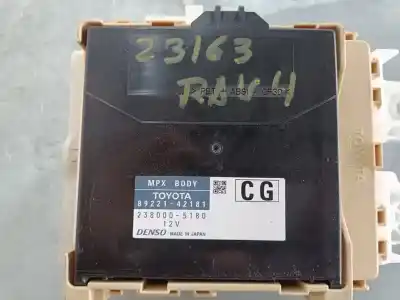 23163
RAV4
MPX BODY
TOYOTA
89221-42181
238000-5180
12V
DENSO MADE IN JAPAN
CG
TOYOTA